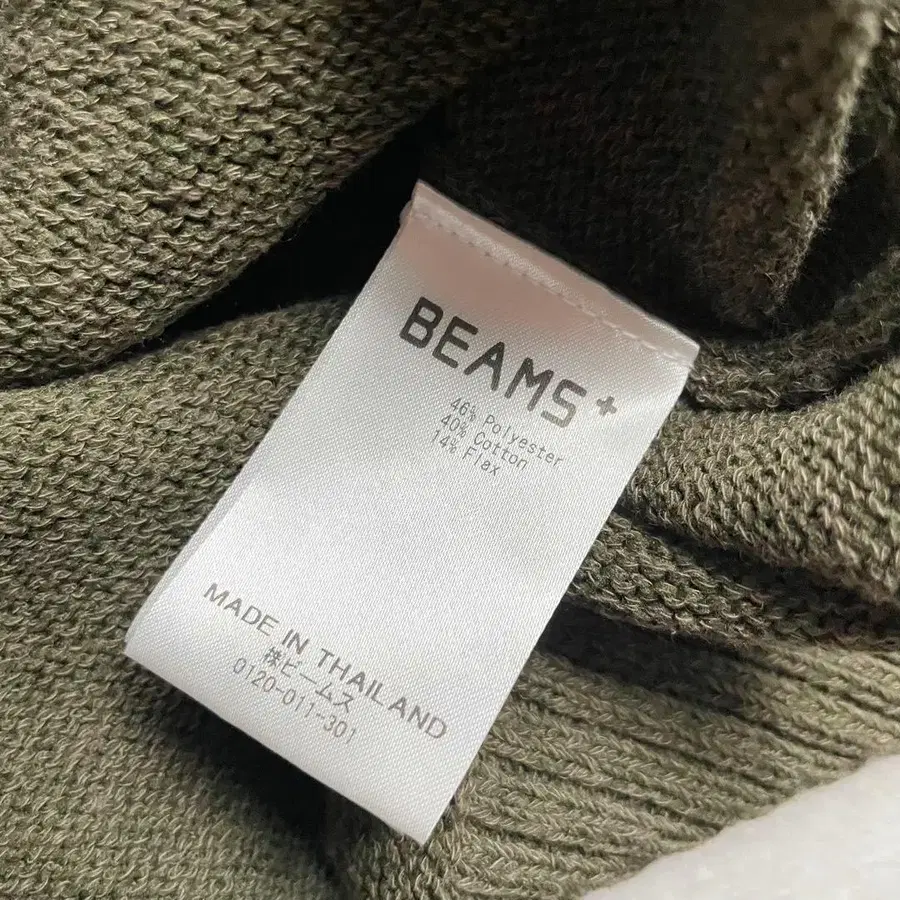 BEAMS+
46% Polyester
40% Cotton
14% Flax
MADE IN THAILAND
㈱ビームス
0120-011-301